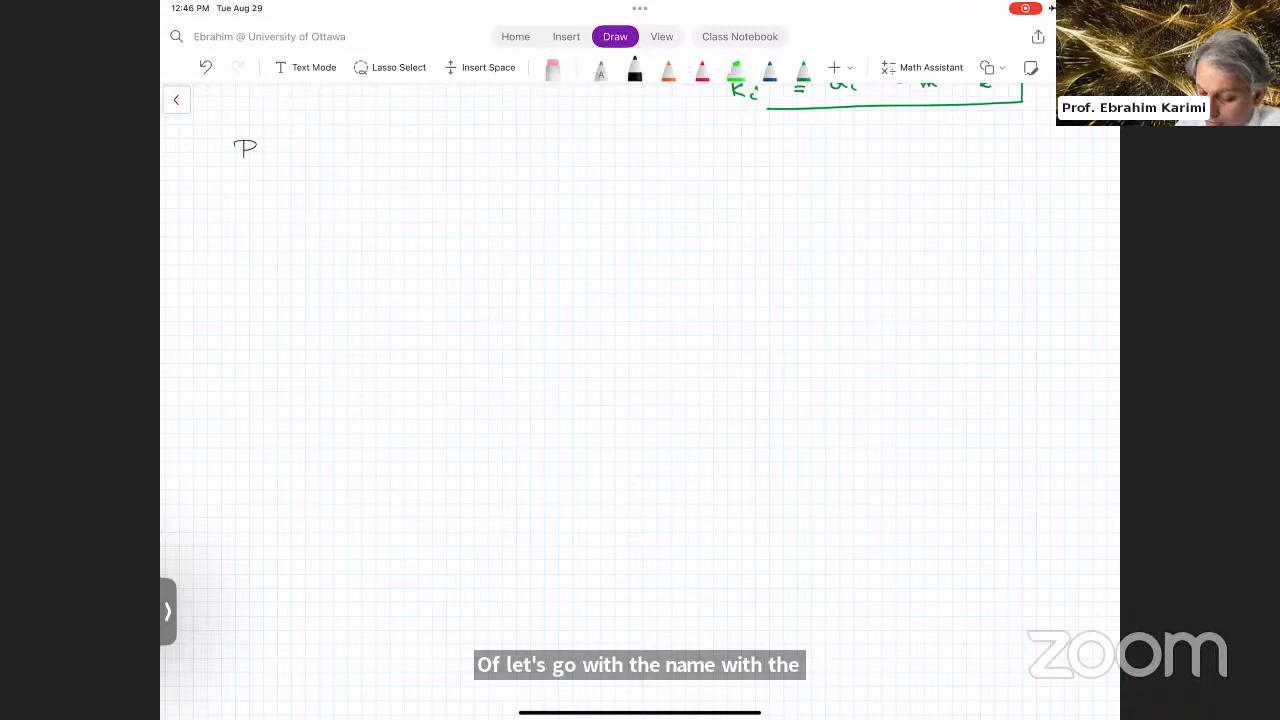 12:46 PM Tue Aug 29
Ebrahim @ University of Ottawa
Home Insert Draw View Class Notebook
Text Mode Lasso Select Insert Space Math Assistant
A
Prof. Ebrahim Karimi
P
Of let's go with the name with the
zoom